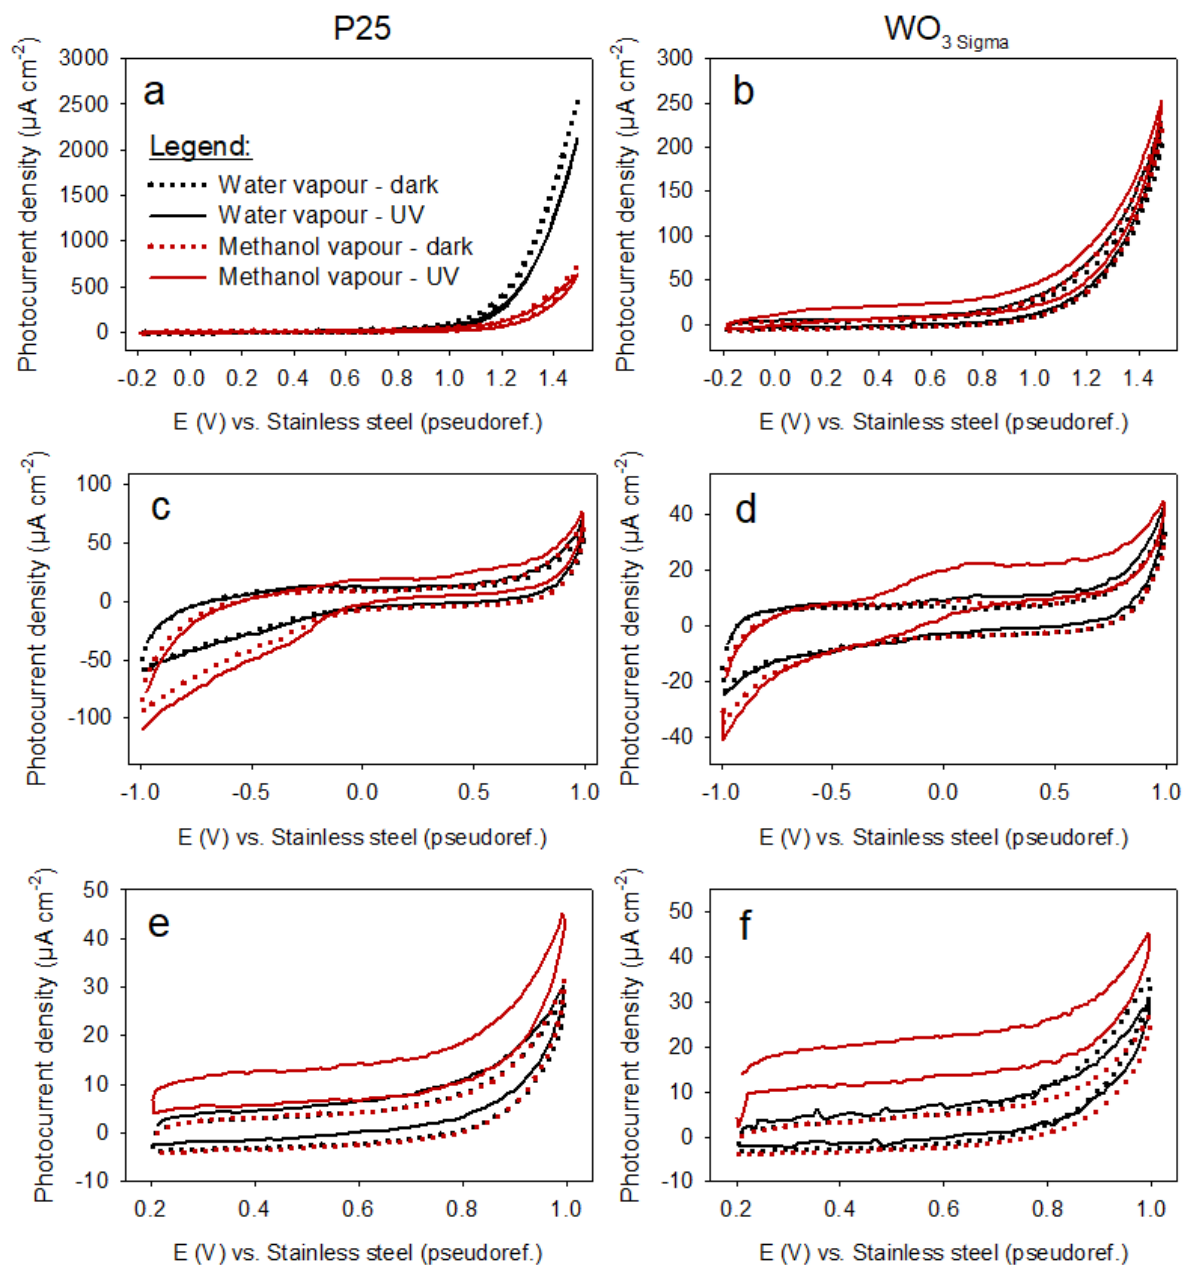 P25
WO3 Sigma
Photocurrent density (µA cm-2)
3000
2500
2000
1500
1000
500
0
a
Legend:
Water vapour - dark
Water vapour - UV
Methanol vapour - dark
Methanol vapour - UV
-0.2 0.0 0.2 0.4 0.6 0.8 1.0 1.2 1.4
E (V) vs. Stainless steel (pseudoref.)
Photocurrent density (µA cm-2)
300
250
200
150
100
50
0
b
-0.2 0.0 0.2 0.4 0.6 0.8 1.0 1.2 1.4
E (V) vs. Stainless steel (pseudoref.)
Photocurrent density (µA cm-2)
100
50
0
-50
-100
c
-1.0 -0.5 0.0 0.5 1.0
E (V) vs. Stainless steel (pseudoref.)
Photocurrent density (µA cm-2)
40
20
0
-20
-40
d
-1.0 -0.5 0.0 0.5 1.0
E (V) vs. Stainless steel (pseudoref.)
Photocurrent density (µA cm-2)
50
40
30
20
10
0
-10
e
0.2 0.4 0.6 0.8 1.0
E (V) vs. Stainless steel (pseudoref.)
Photocurrent density (µA cm-2)
50
40
30
20
10
0
-10
f
0.2 0.4 0.6 0.8 1.0
E (V) vs. Stainless steel (pseudoref.)